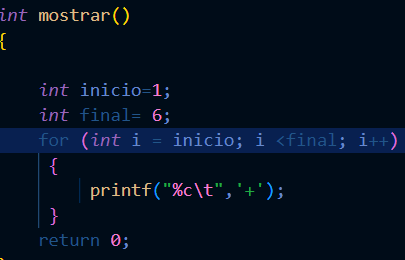 int mostrar()
{
int inicio=1;
int final= 6;
for (int i = inicio; i <final; i++)
{
printf("%c\t",'+');
}
return 0;